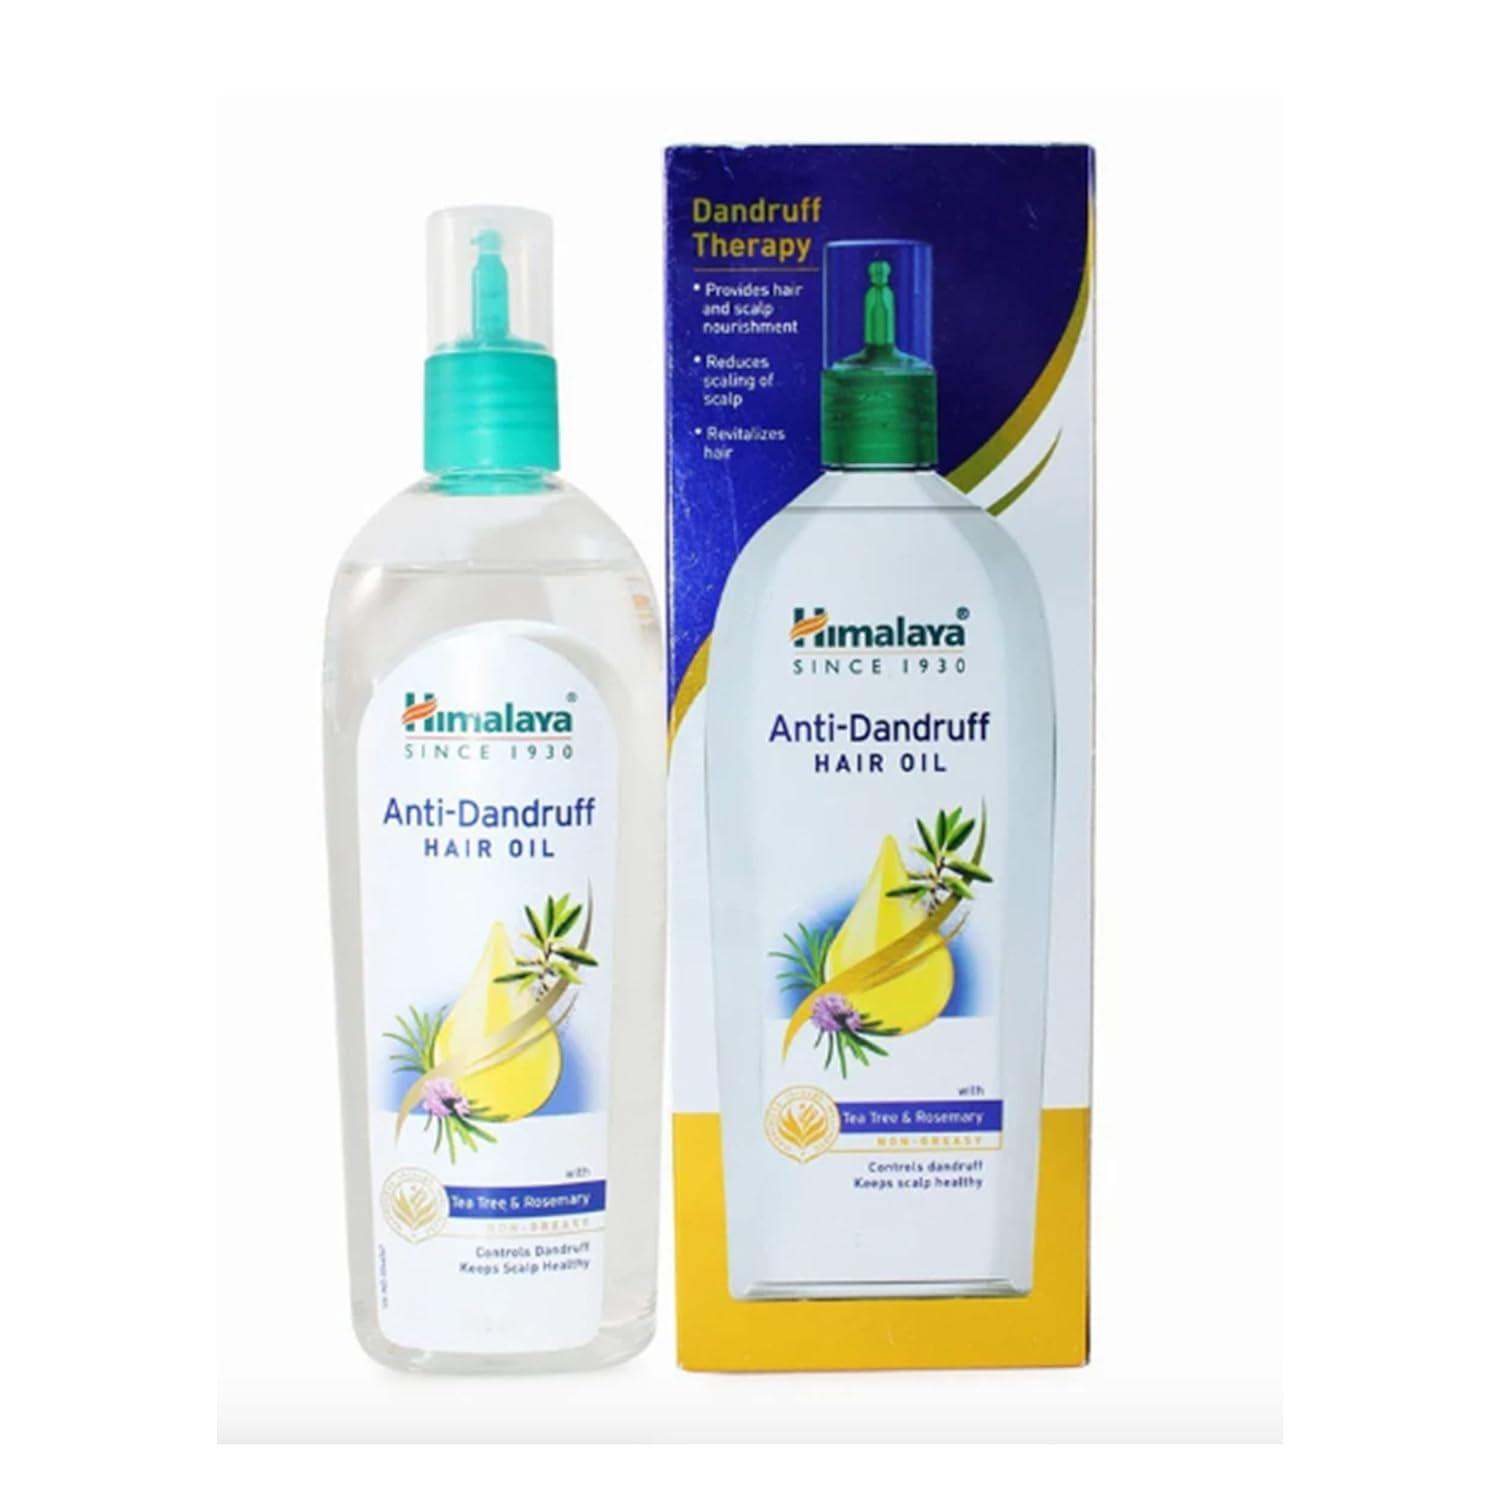 Himalaya®
SINCE 1930
Anti-Dandruff
HAIR OIL
with
Tea Tree & Rosemary
NON-GREASY
Controls Dandruff
Keeps Scalp Healthy
Dandruff
Therapy
• Provides hair
and scalp
nourishment
• Reduces
scaling of
scalp
• Revitalizes
hair
Himalaya®
SINCE 1930
Anti-Dandruff
HAIR OIL
with
Tea Tree & Rosemary
NON-GREASY
Controls dandruff
Keeps scalp healthy